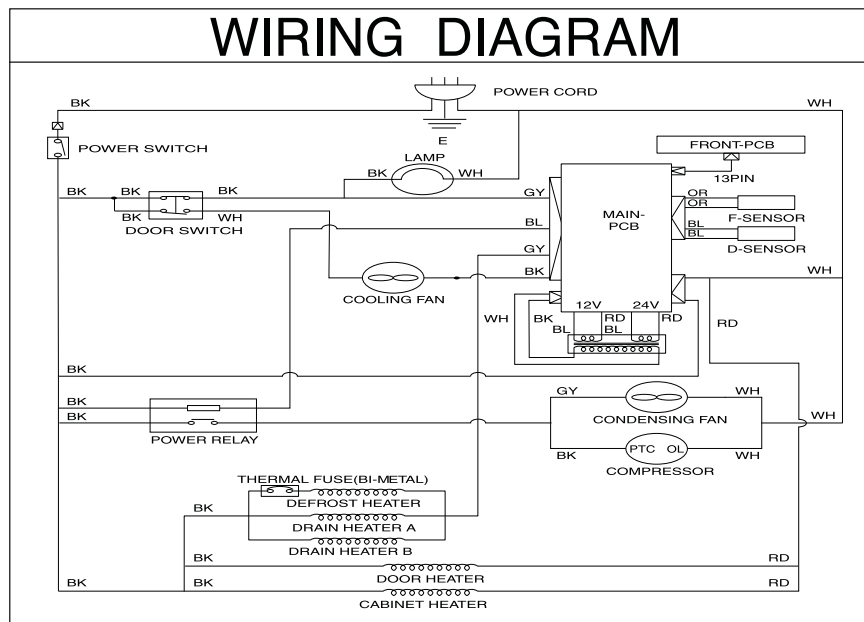 WIRING DIAGRAM
POWER CORD
BK
WH
E
POWER SWITCH
LAMP
BK
WH
FRONT-PCB
13PIN
BK
BK
BK
GY
BK
WH
DOOR SWITCH
BL
GY
BK
MAIN-
PCB
OR
OR
F-SENSOR
BL
BL
D-SENSOR
COOLING FAN
WH
12V
24V
WH
BK
BL
RD
BL
RD
RD
BK
BK
BK
POWER RELAY
GY
WH
CONDENSING FAN
WH
PTC OL
BK
WH
COMPRESSOR
THERMAL FUSE(BI-METAL)
DEFROST HEATER
BK
DRAIN HEATER A
DRAIN HEATER B
BK
RD
DOOR HEATER
BK
BK
RD
CABINET HEATER